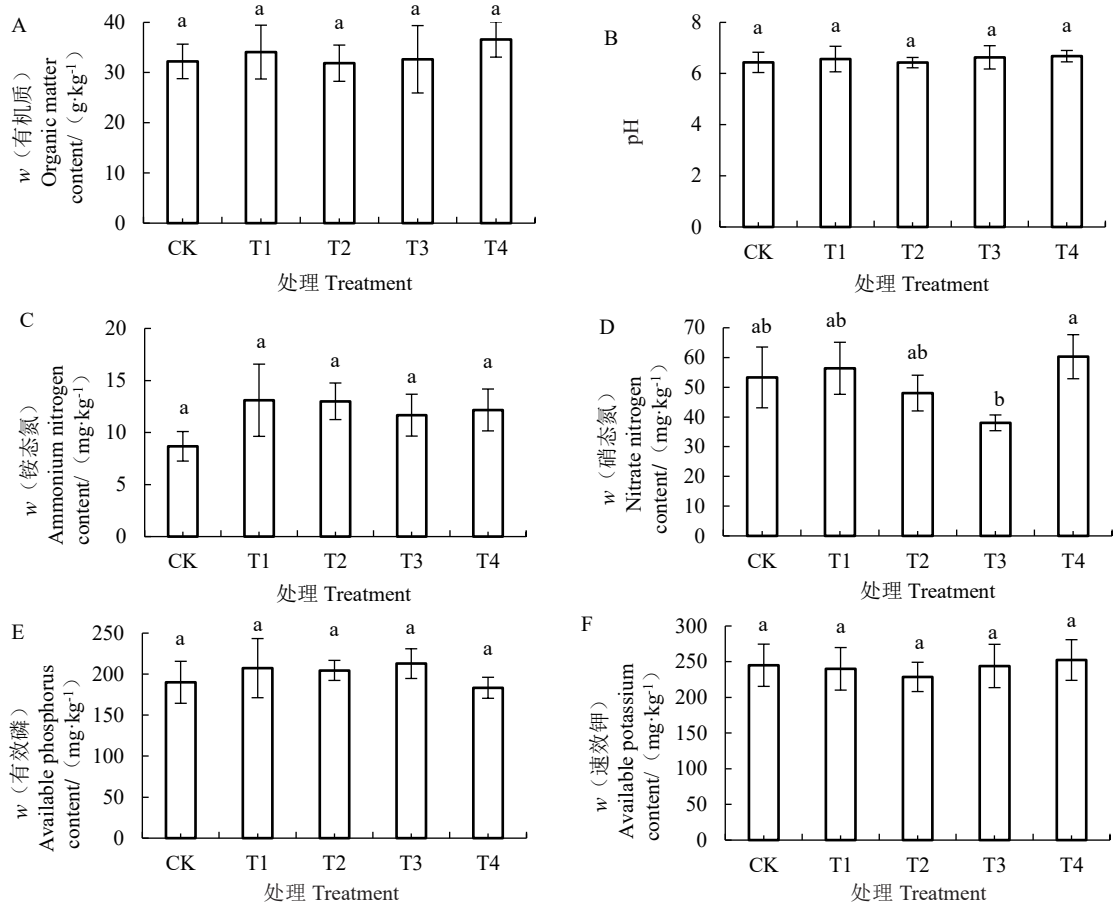 A
w（有机质）
Organic matter
content/（g·kg⁻¹）
40
30
20
10
0
a a a a a
CK T1 T2 T3 T4
处理 Treatment
B
pH
8
6
4
2
0
a a a a a
CK T1 T2 T3 T4
处理 Treatment
C
w（铵态氮）
Ammonium nitrogen
content/（mg·kg⁻¹）
20
15
10
5
0
a a a a a
CK T1 T2 T3 T4
处理 Treatment
D
w（硝态氮）
Nitrate nitrogen
content/（mg·kg⁻¹）
70
60
50
40
30
20
10
0
ab ab ab b a
CK T1 T2 T3 T4
处理 Treatment
E
w（有效磷）
Available phosphorus
content/（mg·kg⁻¹）
250
200
150
100
50
0
a a a a a
CK T1 T2 T3 T4
处理 Treatment
F
w（速效钾）
Available potassium
content/（mg·kg⁻¹）
300
250
200
150
100
50
0
a a a a a
CK T1 T2 T3 T4
处理 Treatment